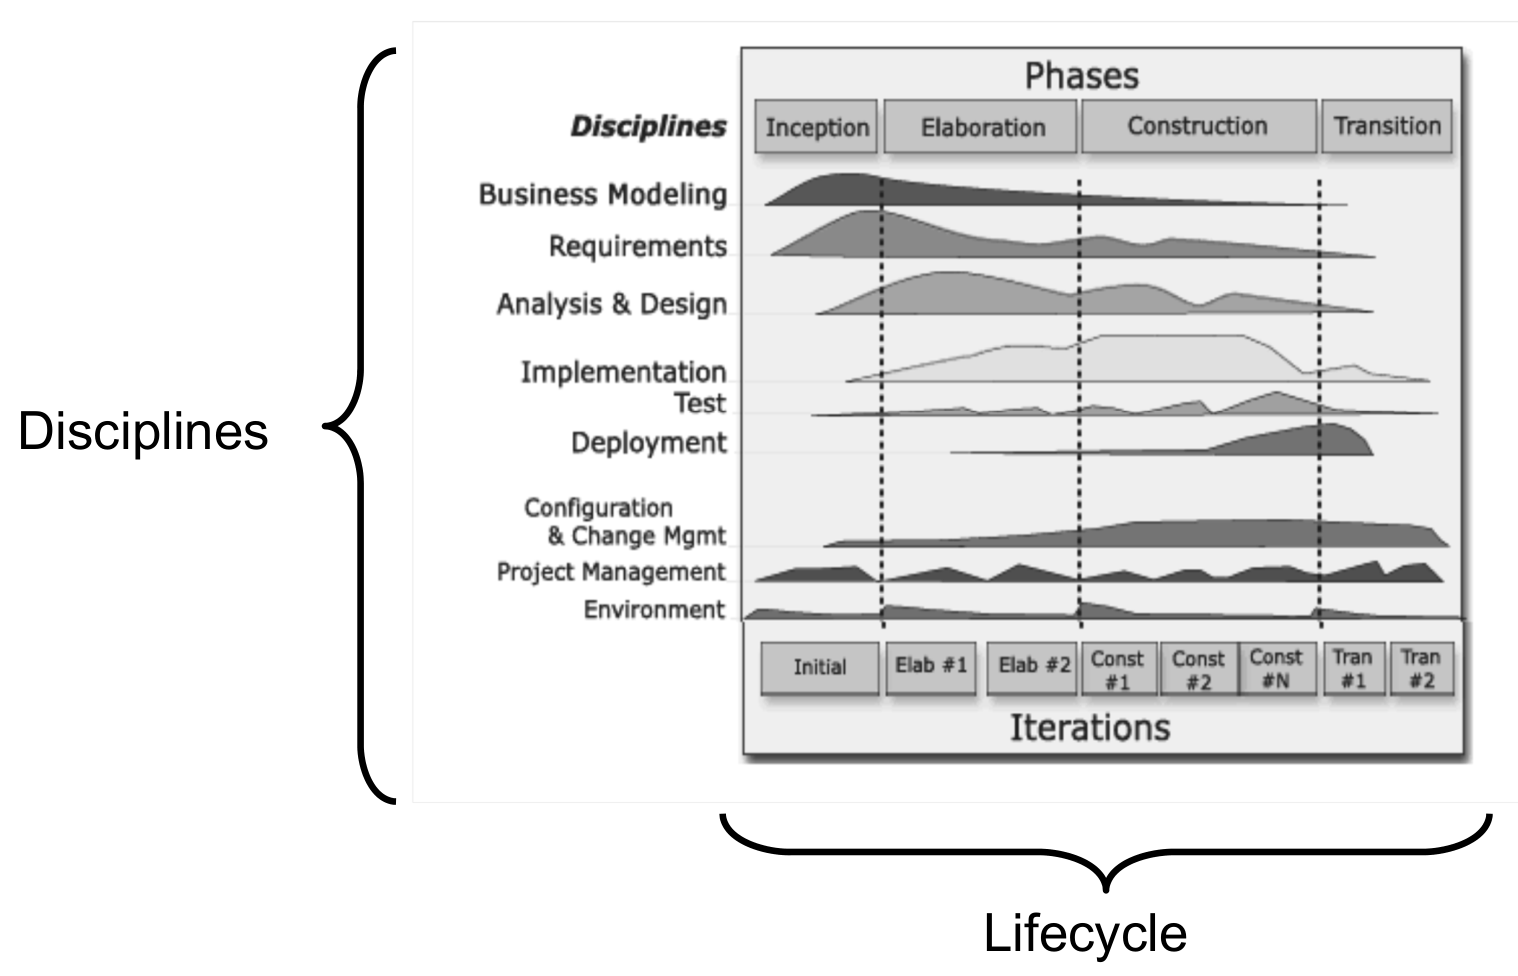 Phases
Disciplines
Inception
Elaboration
Construction
Transition
Business Modeling
Requirements
Analysis & Design
Implementation
Test
Deployment
Configuration
& Change Mgmt
Project Management
Environment
Disciplines
Initial
Elab #1
Elab #2
Const
#1
Const
#2
Const
#N
Tran
#1
Tran
#2
Iterations
Lifecycle